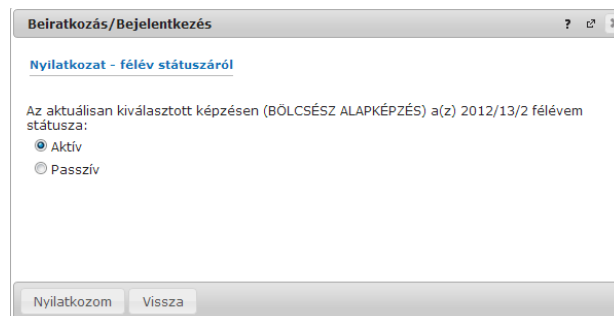 Beiratkozás/Bejelentkezés ?
Nyilatkozat - félév státuszáról
Az aktuálisan kiválasztott képzésen (BÖLCSÉSZ ALAPKÉPZÉS) a(z) 2012/13/2 félévem
státusza:
Aktív
Passzív
Nyilatkozom Vissza